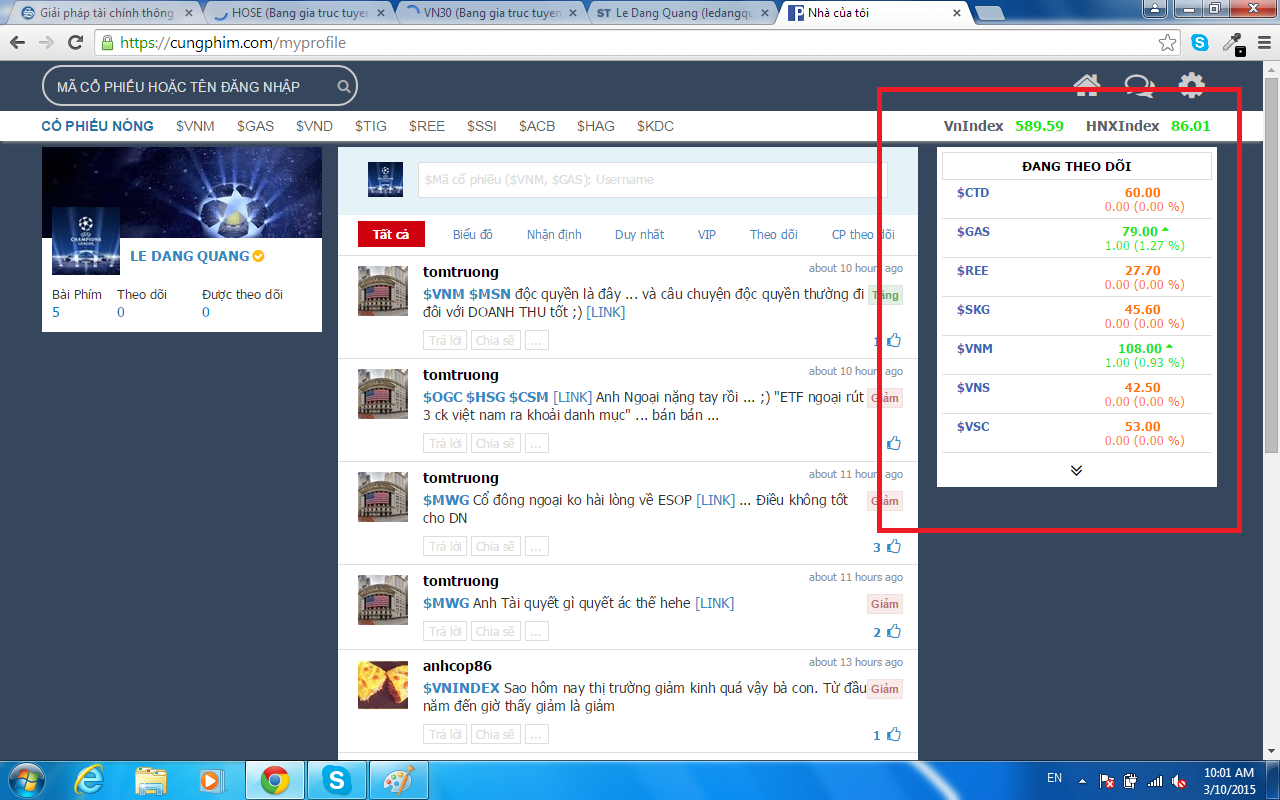 Giải pháp tài chính thông
HOSE (Bang gia truc tuyen
VN30 (Bang gia truc tuyen
ST Le Dang Quang (ledangqu
Nhà của tôi
https://cungphim.com/myprofile
MÃ CỔ PHIẾU HOẶC TÊN ĐĂNG NHẬP
CỔ PHIẾU NÓNG $VNM $GAS $VND $TIG $REE $SSI $ACB $HAG $KDC
VnIndex 589.59 HNXIndex 86.01
CHAMPIONS
LEAGUE
LE DANG QUANG
Bài Phím Theo dõi Được theo dõi
5 0 0
$Mã cổ phiếu ($VNM, $GAS); Username
Tất cả Biểu đồ Nhận định Duy nhất VIP Theo dõi CP theo dõi
tomtruong about 10 hours ago
$VNM $MSN độc quyền là đây ... và câu chuyện độc quyền thường đi Tăng
đôi với DOANH THU tốt ;) [LINK]
Trả lời Chia sẽ ... 1
tomtruong about 10 hours ago
$OGC $HSG $CSM [LINK] Anh Ngoại nặng tay rồi ... ;) "ETF ngoại rút Giảm
3 ck việt nam ra khoải danh mục" ... bán bán ...
Trả lời Chia sẽ ...
tomtruong about 11 hours ago
$MWG Cổ đông ngoại ko hài lòng về ESOP [LINK] ... Điều không tốt Giảm
cho DN
Trả lời Chia sẽ ... 3
tomtruong about 11 hours ago
$MWG Anh Tài quyết gì quyết ác thế hehe [LINK] Giảm
Trả lời Chia sẽ ... 2
anhcop86 about 13 hours ago
$VNINDEX Sao hôm nay thị trường giảm kinh quá vậy bà con. Từ đầu Giảm
năm đến giờ thấy giảm là giảm
Trả lời Chia sẽ ... 1
ĐANG THEO DÕI
$CTD 60.00
0.00 (0.00 %)
$GAS 79.00
1.00 (1.27 %)
$REE 27.70
0.00 (0.00 %)
$SKG 45.60
0.00 (0.00 %)
$VNM 108.00
1.00 (0.93 %)
$VNS 42.50
0.00 (0.00 %)
$VSC 53.00
0.00 (0.00 %)
EN
10:01 AM
3/10/2015